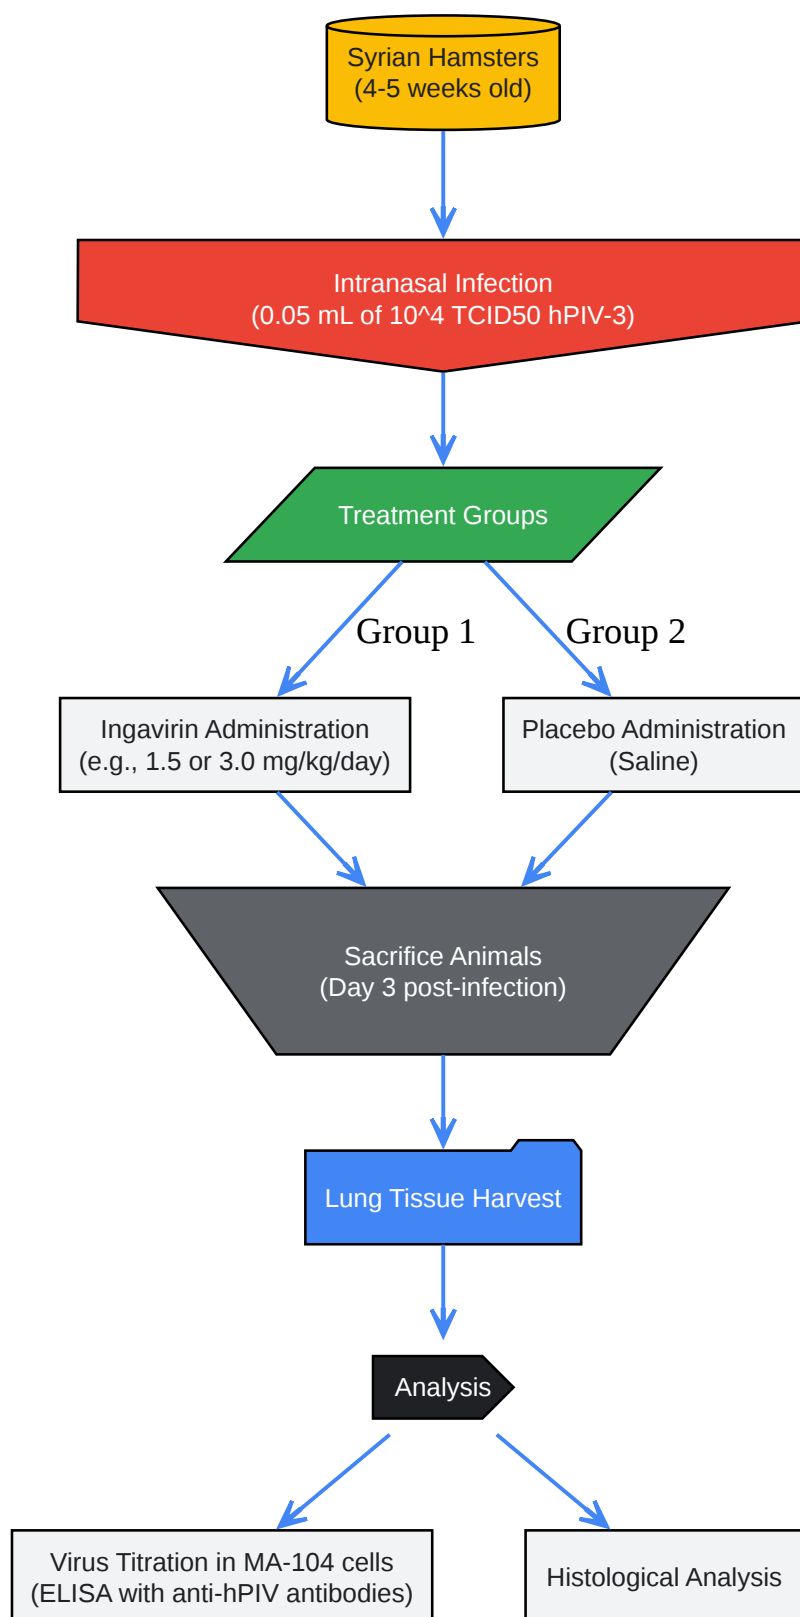 Syrian Hamsters
(4-5 weeks old)
Intranasal Infection
(0.05 mL of 10^4 TCID50 hPIV-3)
Treatment Groups
Group 1
Group 2
Ingavirin Administration
(e.g., 1.5 or 3.0 mg/kg/day)
Placebo Administration
(Saline)
Sacrifice Animals
(Day 3 post-infection)
Lung Tissue Harvest
Analysis
Virus Titration in MA-104 cells
(ELISA with anti-hPIV antibodies)
Histological Analysis